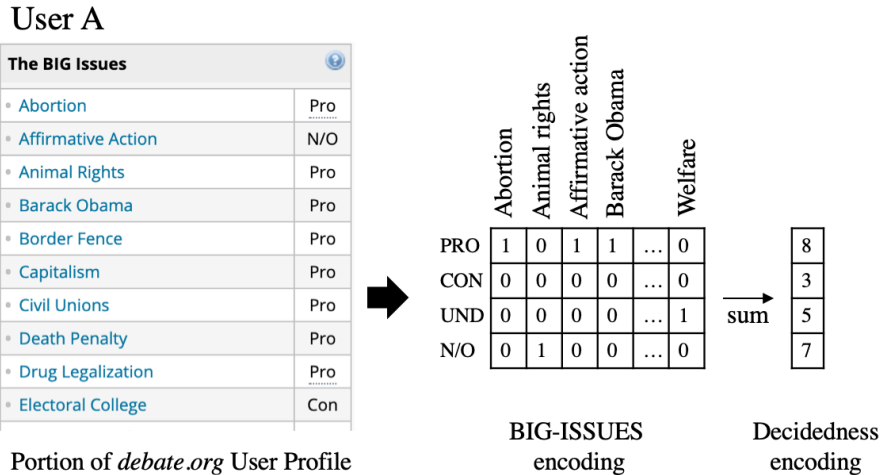 User A
The BIG Issues
Abortion Pro
Affirmative Action N/O
Animal Rights Pro
Barack Obama Pro
Border Fence Pro
Capitalism Pro
Civil Unions Pro
Death Penalty Pro
Drug Legalization Pro
Electoral College Con
Portion of debate.org User Profile
Abortion
Animal rights
Affirmative action
Barack Obama
Welfare
PRO 1 0 1 1 ... 0
CON 0 0 0 0 ... 0
UND 0 0 0 0 ... 1
N/O 0 1 0 0 ... 0
BIG-ISSUES
encoding
sum
8
3
5
7
Decidedness
encoding